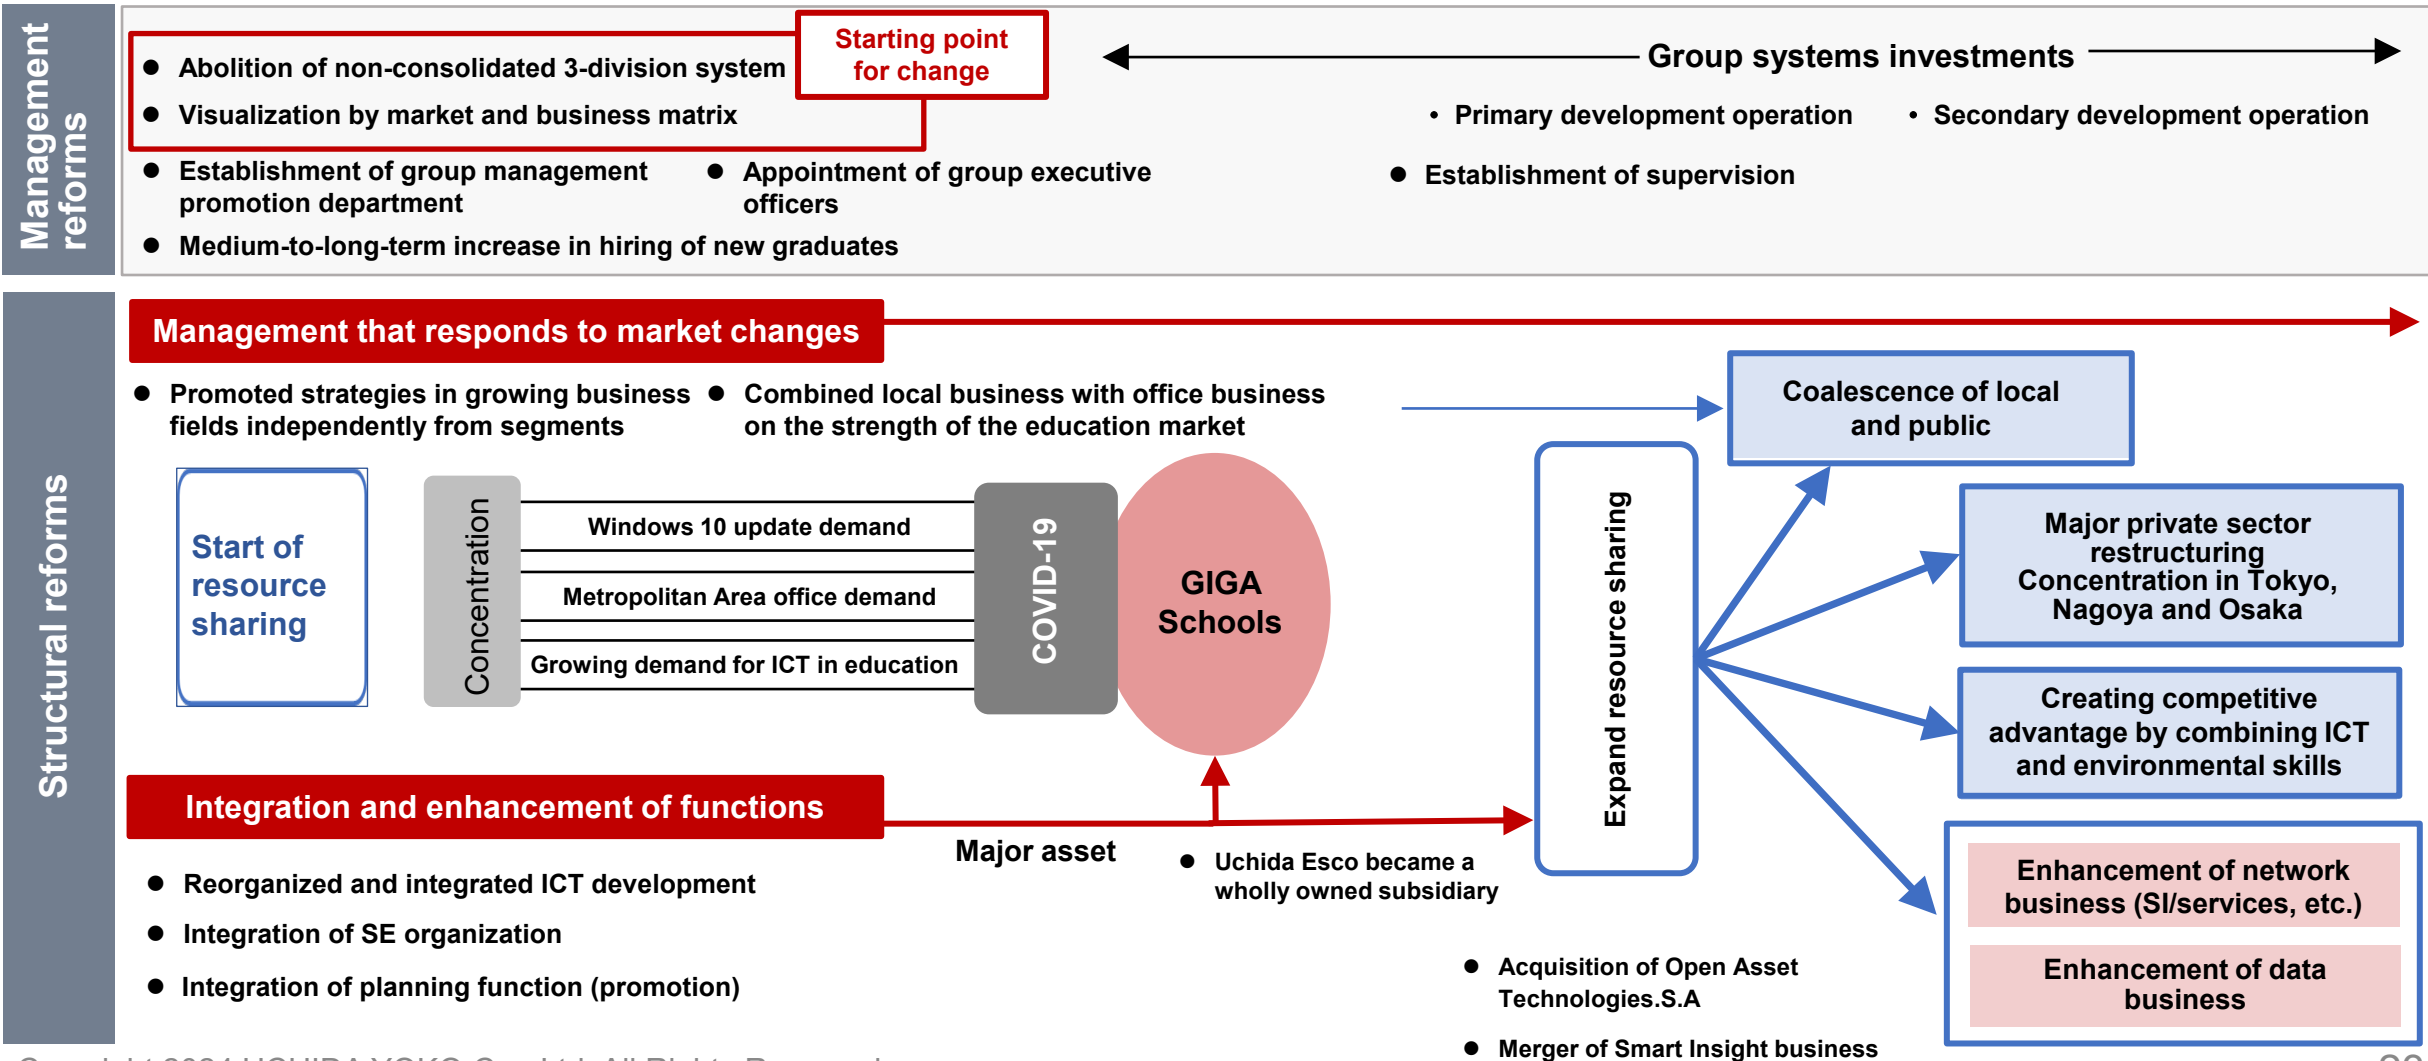 Management
reforms
Starting point
for change
Abolition of non-consolidated 3-division system
Visualization by market and business matrix
Group systems investments
Primary development operation
Secondary development operation
Establishment of group management
promotion department
Appointment of group executive
officers
Establishment of supervision
Medium-to-long-term increase in hiring of new graduates
Structural reforms
Management that responds to market changes
Promoted strategies in growing business
fields independently from segments
Combined local business with office business
on the strength of the education market
Coalescence of local
and public
Start of
resource
sharing
Concentration
Windows 10 update demand
Metropolitan Area office demand
Growing demand for ICT in education
COVID-19
GIGA
Schools
Expand resource sharing
Major private sector
restructuring
Concentration in Tokyo,
Nagoya and Osaka
Creating competitive
advantage by combining ICT
and environmental skills
Integration and enhancement of functions
Major asset
Uchida Esco became a
wholly owned subsidiary
Reorganized and integrated ICT development
Integration of SE organization
Integration of planning function (promotion)
Enhancement of network
business (SI/services, etc.)
Enhancement of data
business
Acquisition of Open Asset
Technologies.S.A
Merger of Smart Insight business